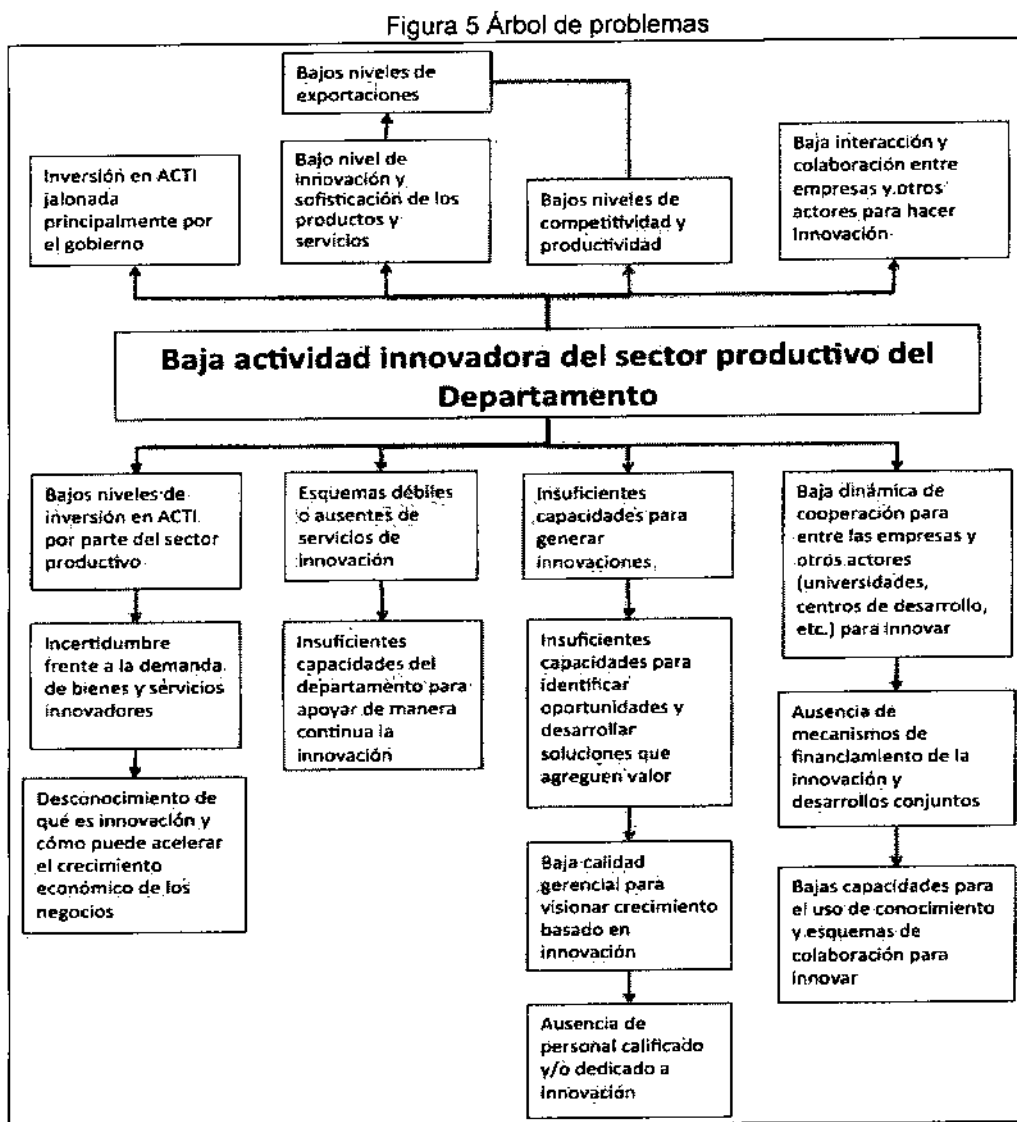 Figura 5 Árbol de problemas
Bajos niveles de
exportaciones
Inversión en ACTI
jalonada
principalmente por
el gobierno
Bajo nivel de
innovación y
sofisticación de los
productos y
servicios
Bajos niveles de
competitividad y
productividad
Baja interacción y
colaboración entre
empresas y otros
actores para hacer
Innovación
Baja actividad innovadora del sector productivo del
Departamento
Bajos niveles de
inversión en ACTI
por parte del sector
productivo
Incertidumbre
frente a la demanda
de bienes y servicios
innovadores
Desconocimiento de
qué es innovación y
cómo puede acelerar
el crecimiento
económico de los
negocios
Esquemas débiles
o ausentes de
servicios de
innovación
Insuficientes
capacidades del
departamento para
apoyar de manera
continua la
innovación
Insuficientes
capacidades para
generar
innovaciones
Insuficientes
capacidades para
identificar
oportunidades y
desarrollar
soluciones que
agreguen valor
Baja calidad
gerencial para
visionar crecimiento
basado en
innovación
Ausencia de
personal calificado
y/o dedicado a
innovación
Baja dinámica de
cooperación para
entre las empresas y
otros actores
(universidades,
centros de desarrollo,
etc.) para innovar
Ausencia de
mecanismos de
financiamiento de la
innovación y
desarrollos conjuntos
Bajas capacidades para
el uso de conocimiento
y esquemas de
colaboración para
innovar